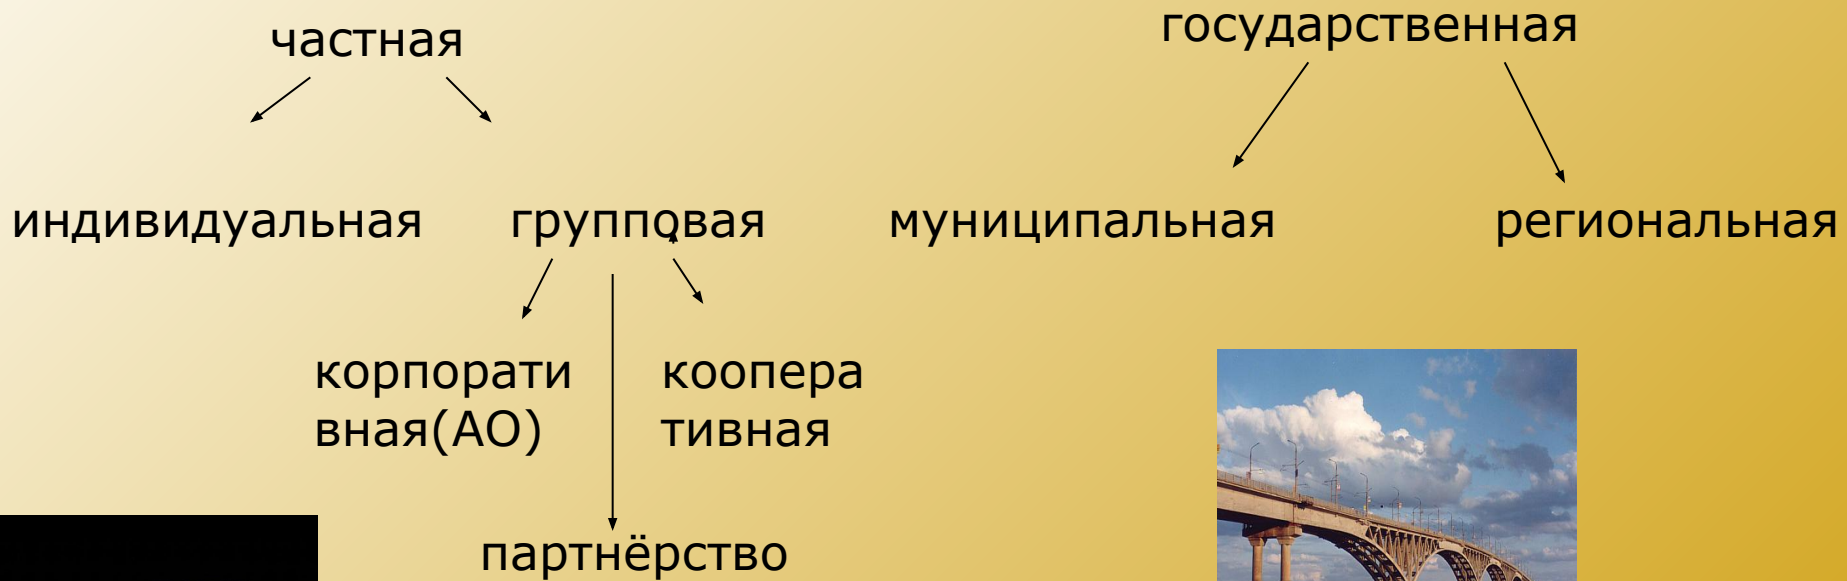 частная
государственная
индивидуальная
групповая
муниципальная
региональная
корпорати
вная(АО)
коопера
тивная
партнёрство